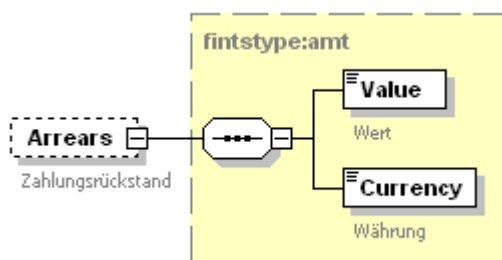 fintstype:amt
Value
Wert
Arrears
Zahlungsrückstand
Currency
Währung